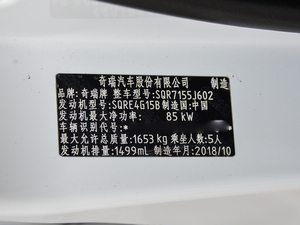 奇瑞汽车股份有限公司 制造
奇瑞牌 整车型号:SQR7155J602
发动机型号:SQRE4G15B 制造国:中国
发动机最大净功率: 85 kW
车辆识别代号:*
最大允许总质量:1653 kg 乘坐人数:5人
发动机排量:1499mL 制造年月:2018/10